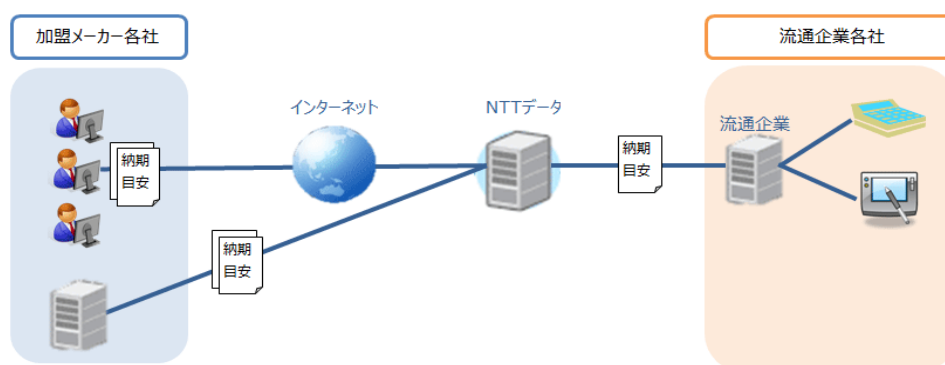 加盟メーカー各社
流通企業各社
インターネット
NTTデータ
流通企業
納期
目安
納期
目安
納期
目安